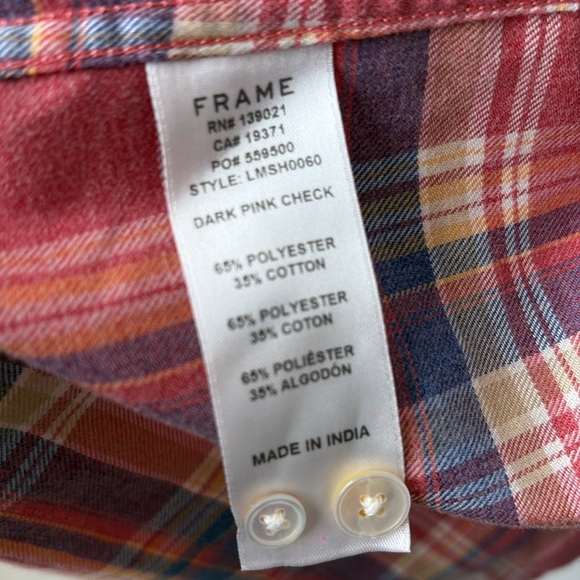 FRAME
RN# 139021
CA# 19371
PO# 559500
STYLE: LMSH0060
DARK PINK CHECK
65% POLYESTER
35% COTTON
65% POLYESTER
35% COTON
65% POLIÉSTER
35% ALGODÓN
MADE IN INDIA